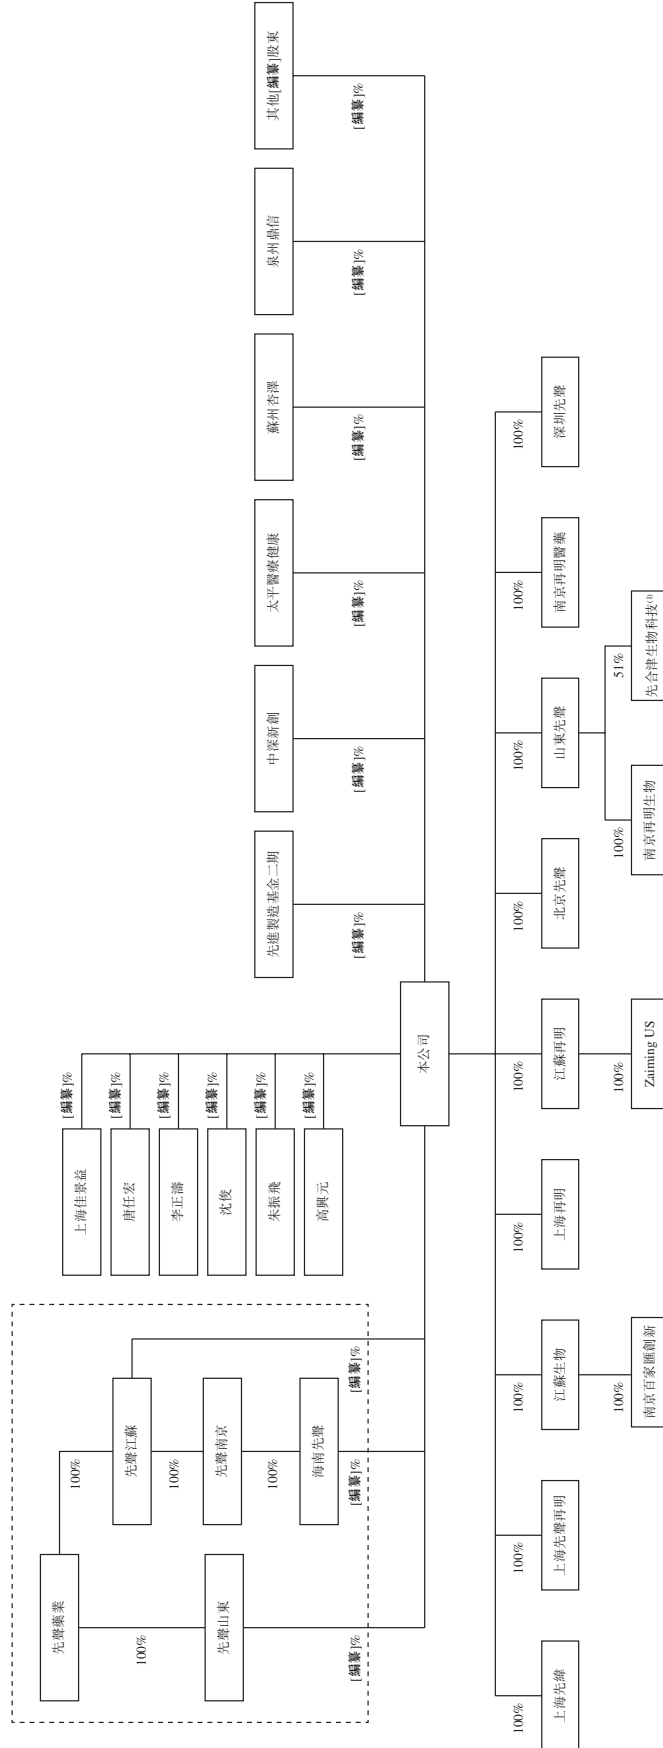 先聲藥業
100%
100%
先聲江蘇
100%
先聲山東
先聲南京
100%
海南先聲
[編纂]%
[編纂]%
[編纂]%
上海佳景益
[編纂]%
唐任宏
[編纂]%
李正濤
[編纂]%
沈俊
[編纂]%
朱振飛
[編纂]%
高興元
[編纂]%
先進製造基金二期
[編纂]%
中深新創
[編纂]%
太平醫療健康
[編纂]%
蘇州杏澤
[編纂]%
泉州鼎信
[編纂]%
其他[編纂]股東
[編纂]%
本公司
100%
上海先緯
100%
上海先聲再明
100%
江蘇生物
100%
南京百家匯創新
100%
上海再明
100%
江蘇再明
100%
Zaiming US
100%
北京先聲
100%
山東先聲
100%
南京再明生物
51%
先合津生物科技(1)
100%
南京再明醫藥
100%
深圳先聲